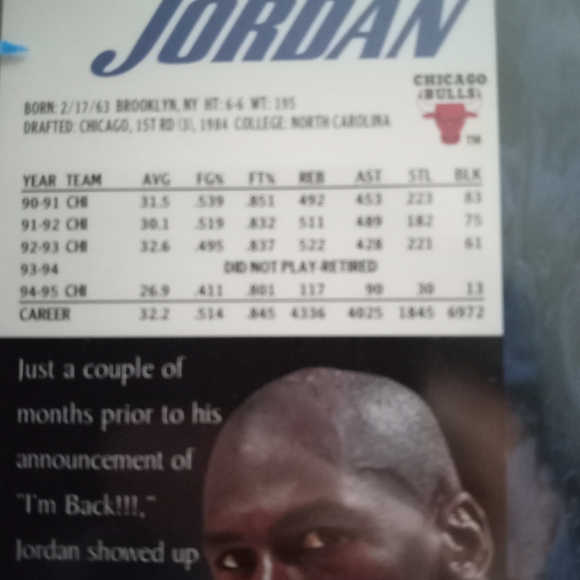 JORDAN
CHICAGO
BULLS
BORN: 2/17/63 BROOKLYN, NY HT: 6-6 WT: 195
DRAFTED: CHICAGO, 1ST RD (3), 1984 COLLEGE: NORTH CAROLINA
TM
YEAR TEAM AVG FG% FT% REB AST STL BLK
90-91 CHI 31.5 .539 .851 492 453 223 83
91-92 CHI 30.1 .519 .832 511 489 182 75
92-93 CHI 32.6 .495 .837 522 428 221 61
93-94 DID NOT PLAY-RETIRED
94-95 CHI 26.9 .411 .801 117 90 30 13
CAREER 32.2 .514 .845 4336 4025 1845 6972
Just a couple of
months prior to his
announcement of
"I'm Back!!!,"
Jordan showed up